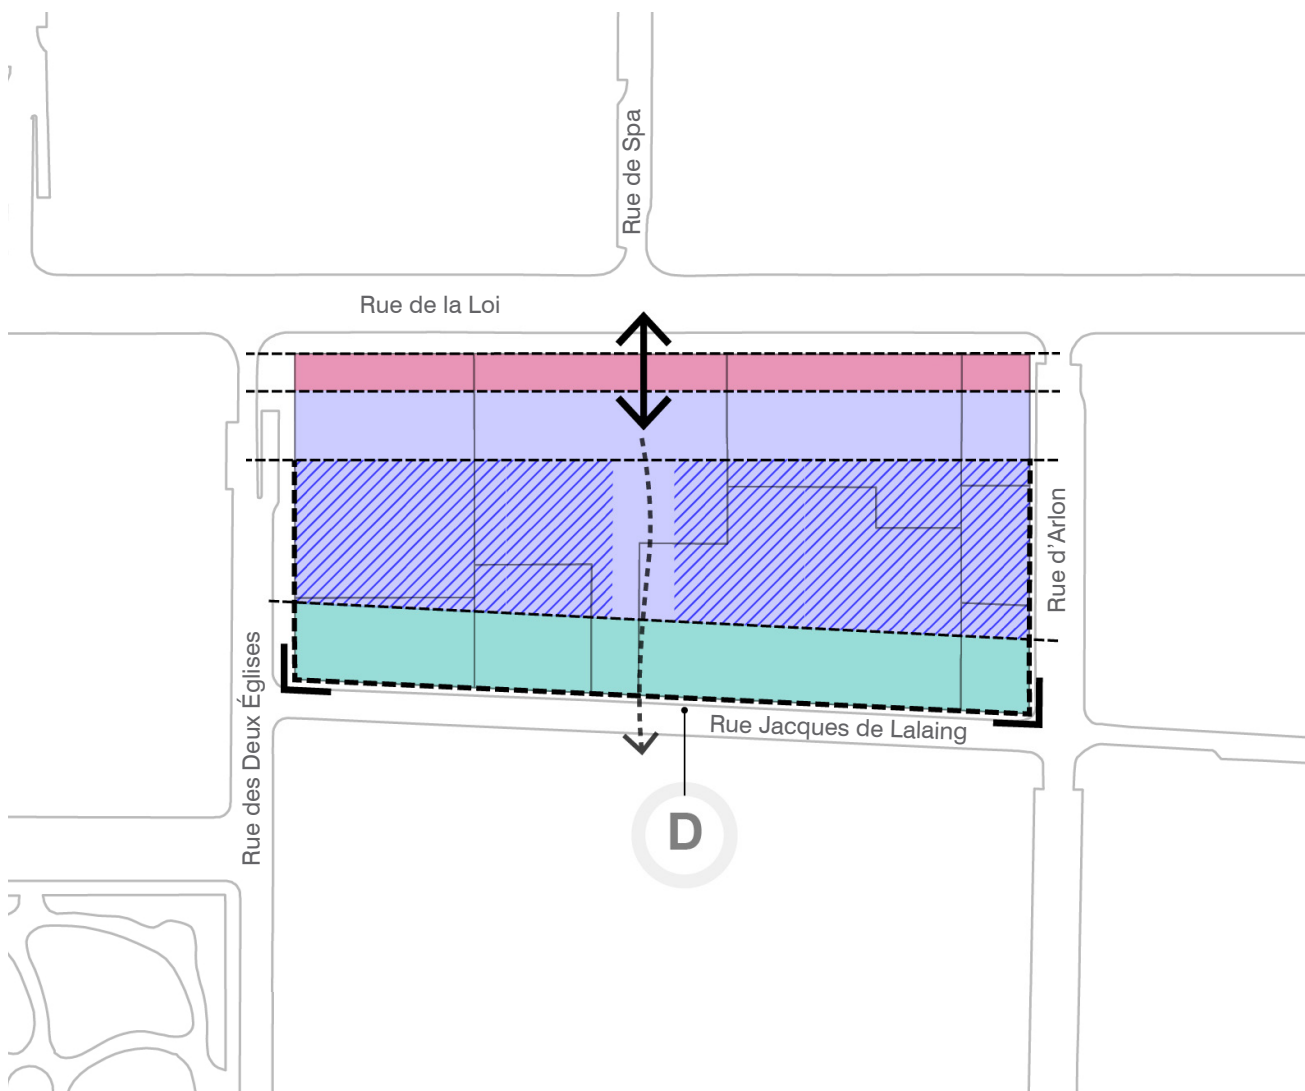 Rue de Spa
Rue de la Loi
Rue d'Arlon
Rue des Deux Églises
Rue Jacques de Lalaing
D